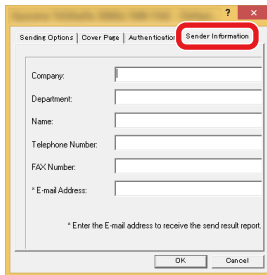 ? ×
Sending Options Cover Page Authentication Sender Information
Company:
Department:
Name:
Telephone Number:
FAX Number:
* E-mail Address:
* Enter the E-mail address to receive the send result report.
OK Cancel